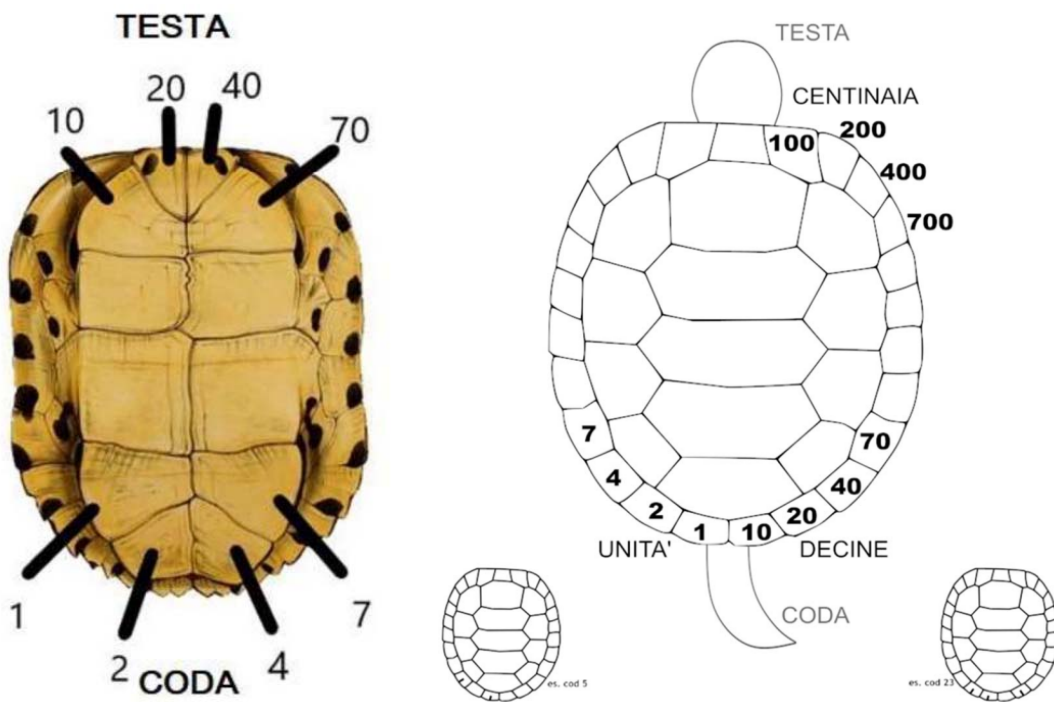 TESTA
20 40
10 70
1 7
2 4
CODA
TESTA
CENTINAIA
100 200
400
700
7 70
4 40
2 20
1 10
UNITA' DECINE
CODA
es. cod 5
es. cod 23